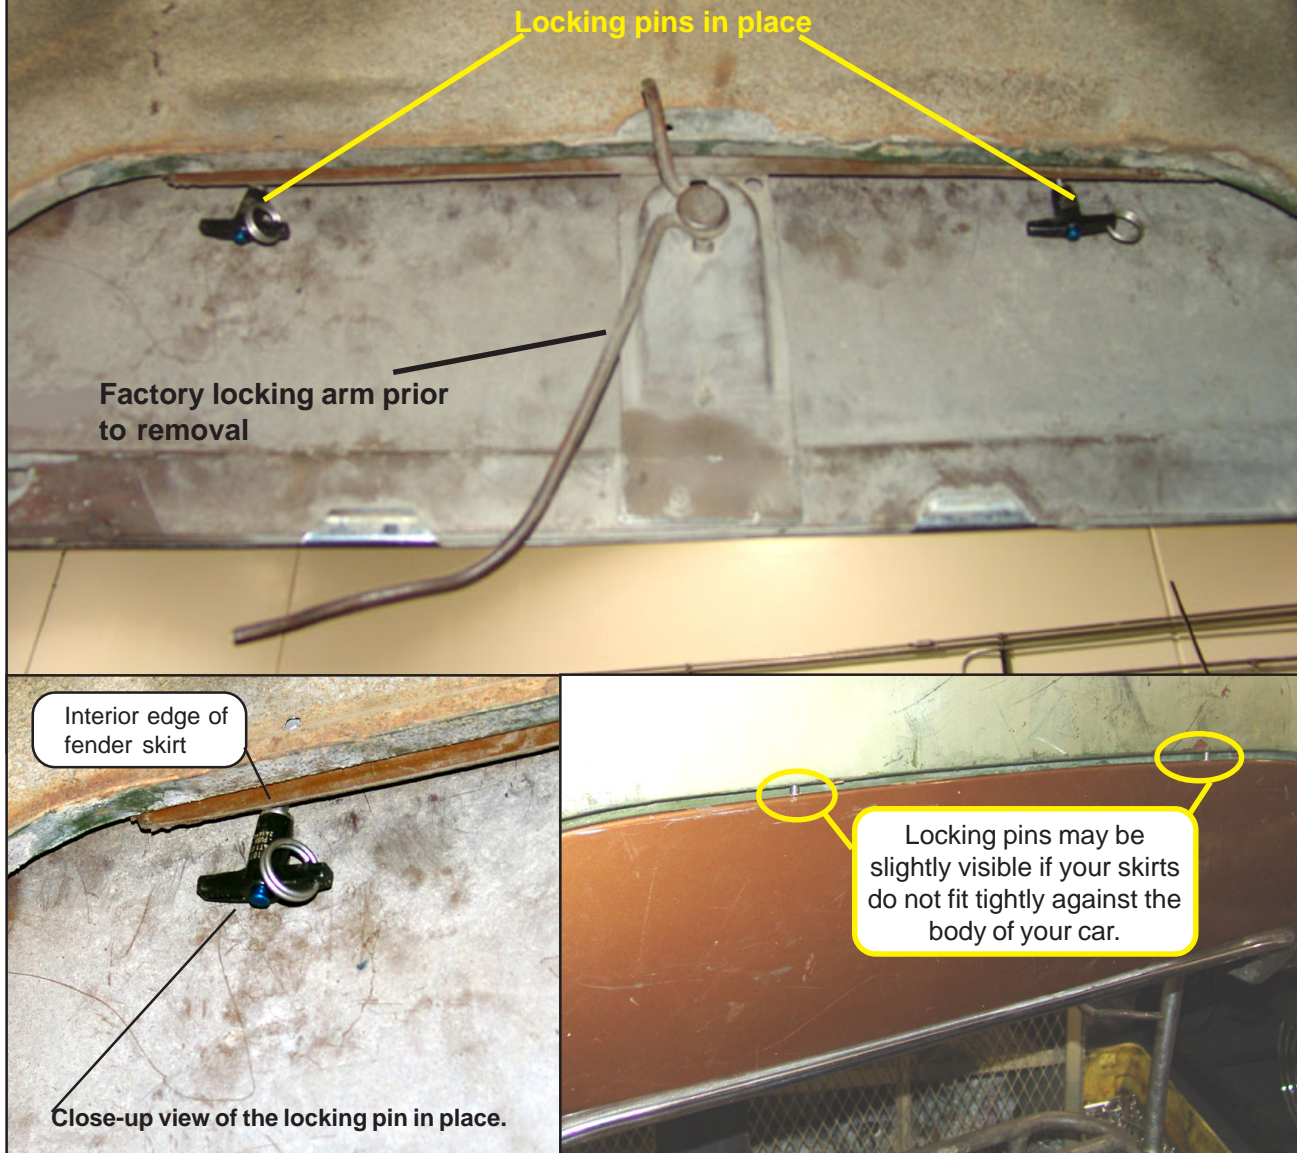 Locking pins in place
Factory locking arm prior
to removal
Interior edge of
fender skirt
Close-up view of the locking pin in place.
Locking pins may be
slightly visible if your skirts
do not fit tightly against the
body of your car.